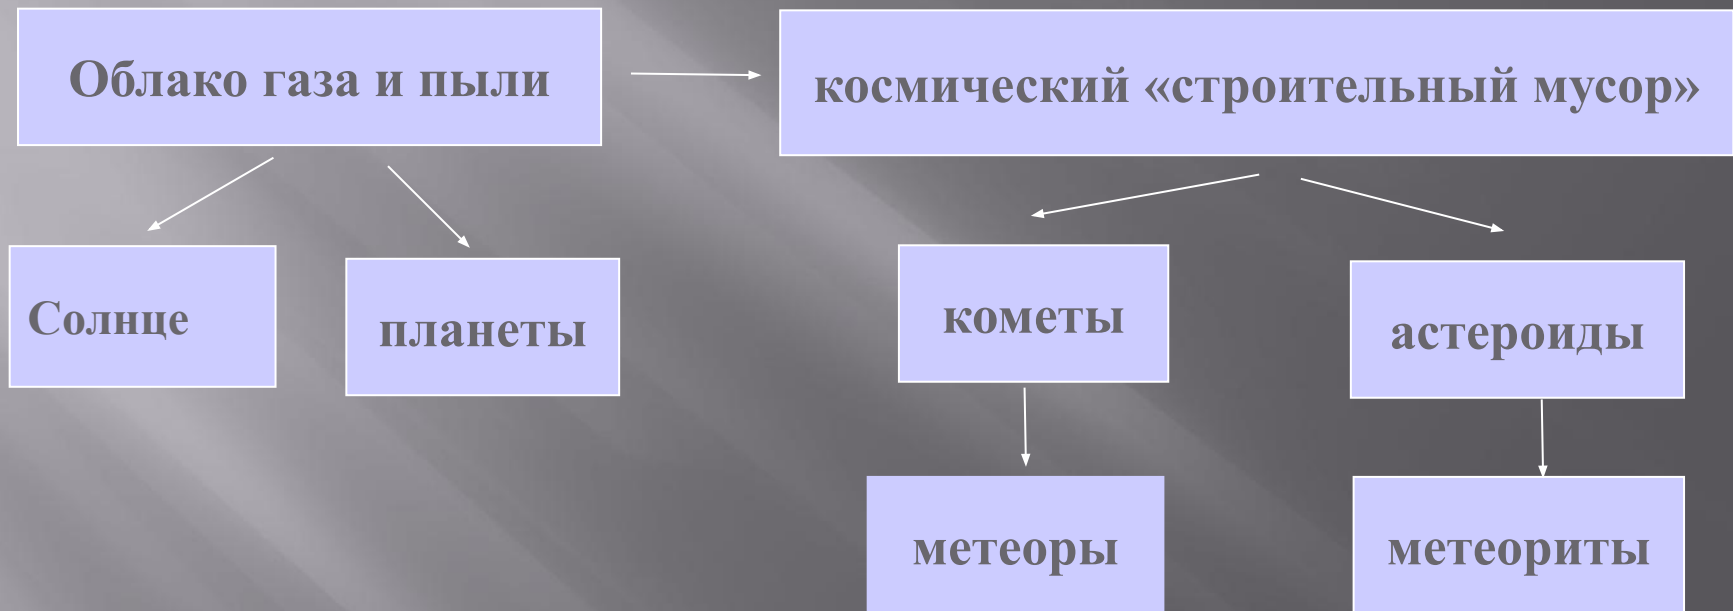 Облако газа и пыли
космический «строительный мусор»
Солнце
планеты
кометы
астероиды
метеоры
метеориты